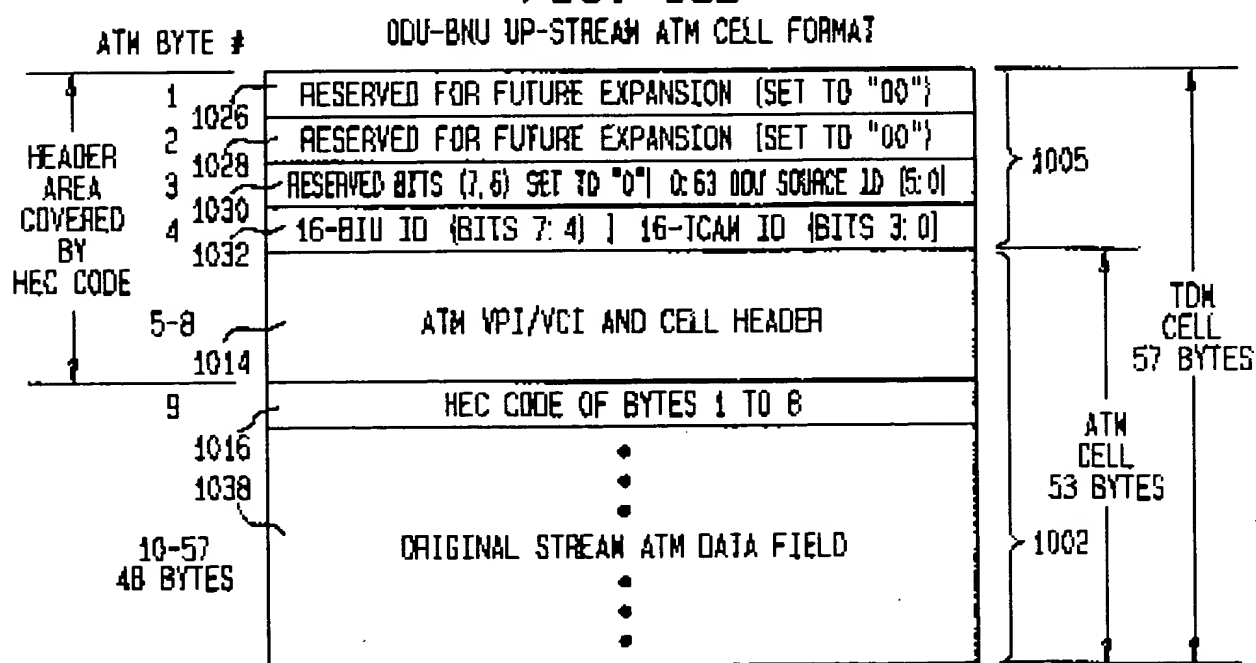 ODU-BNU UP-STREAM ATM CELL FORMAT
ATM BYTE #
1
RESERVED FOR FUTURE EXPANSION (SET TO "00")
1026
2
RESERVED FOR FUTURE EXPANSION (SET TO "00")
1028
3
RESERVED BITS (7,6) SET TO "0"| 0:63 ODU SOURCE ID (5:0)
1030
4
16-BIU ID (BITS 7:4) ] 16-TCAM ID (BITS 3:0)
1032
HEADER
AREA
COVERED
BY
HEC CODE
5-8
ATM VPI/VCI AND CELL HEADER
1014
9
HEC CODE OF BYTES 1 TO 8
1016
1038
10-57
48 BYTES
ORIGINAL STREAM ATM DATA FIELD
1005
1002
ATM
CELL
53 BYTES
TDM
CELL
57 BYTES